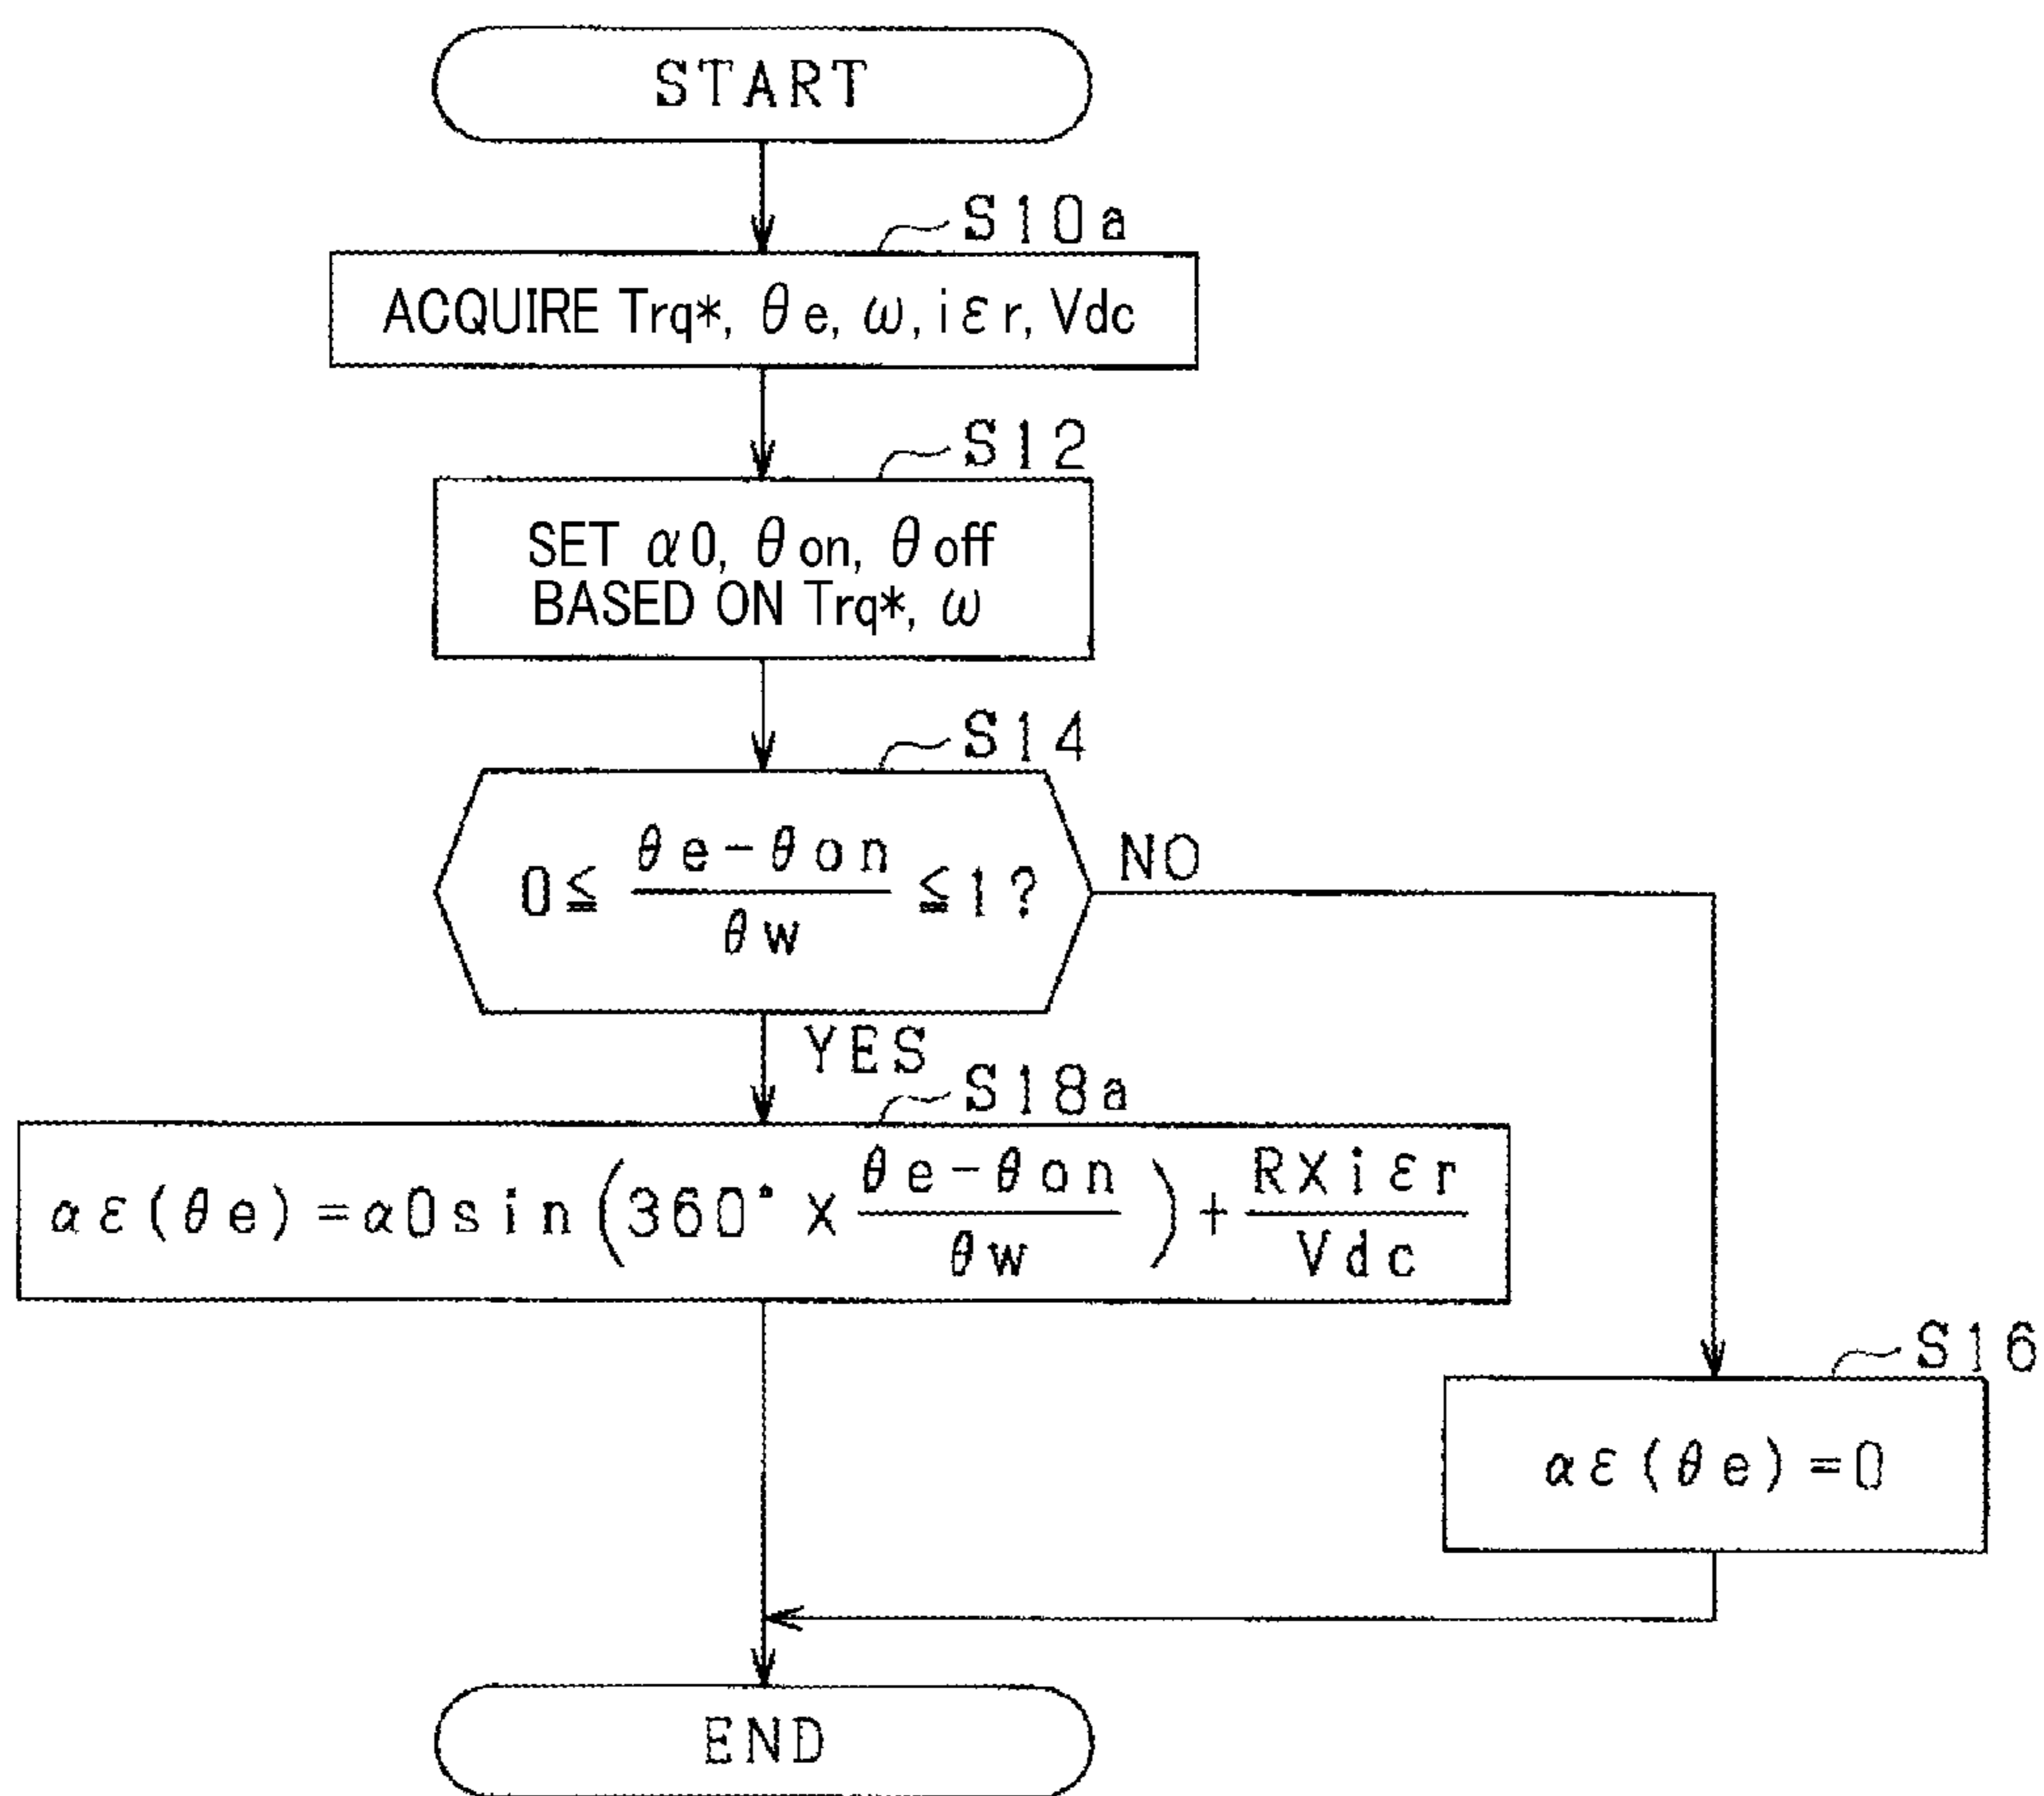 START
S10a
ACQUIRE Trq*, θe, ω, iεr, Vdc
S12
SET α0, θon, θoff
BASED ON Trq*, ω
S14
0≦ θe-θon / θw ≦1?
NO
YES
S18a
αε(θe)=α0sin(360°× θe-θon / θw )+ R×iεr / Vdc
S16
αε(θe)=0
END